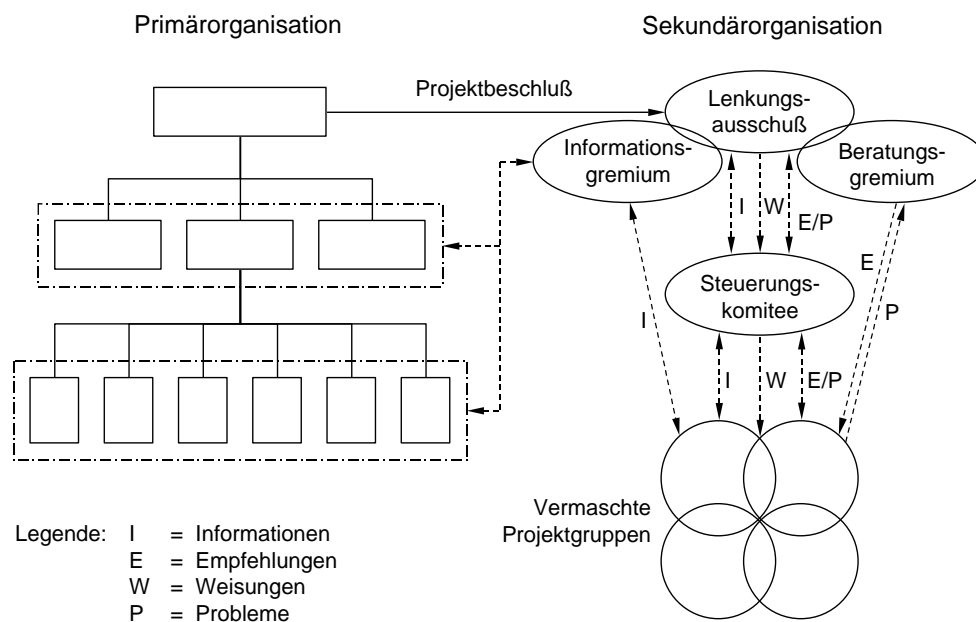 Primärorganisation
Sekundärorganisation
Projektbeschluß
Lenkungs-
ausschuß
Informations-
gremium
Beratungs-
gremium
I
W
E/P
Steuerungs-
komitee
E
P
I
I
W
E/P
Vermaschte
Projektgruppen
Legende: I = Informationen
E = Empfehlungen
W = Weisungen
P = Probleme